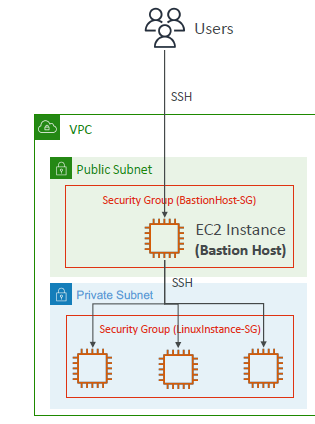 Users
SSH
VPC
Public Subnet
Security Group (BastionHost-SG)
EC2 Instance
(Bastion Host)
SSH
Private Subnet
Security Group (LinuxInstance-SG)